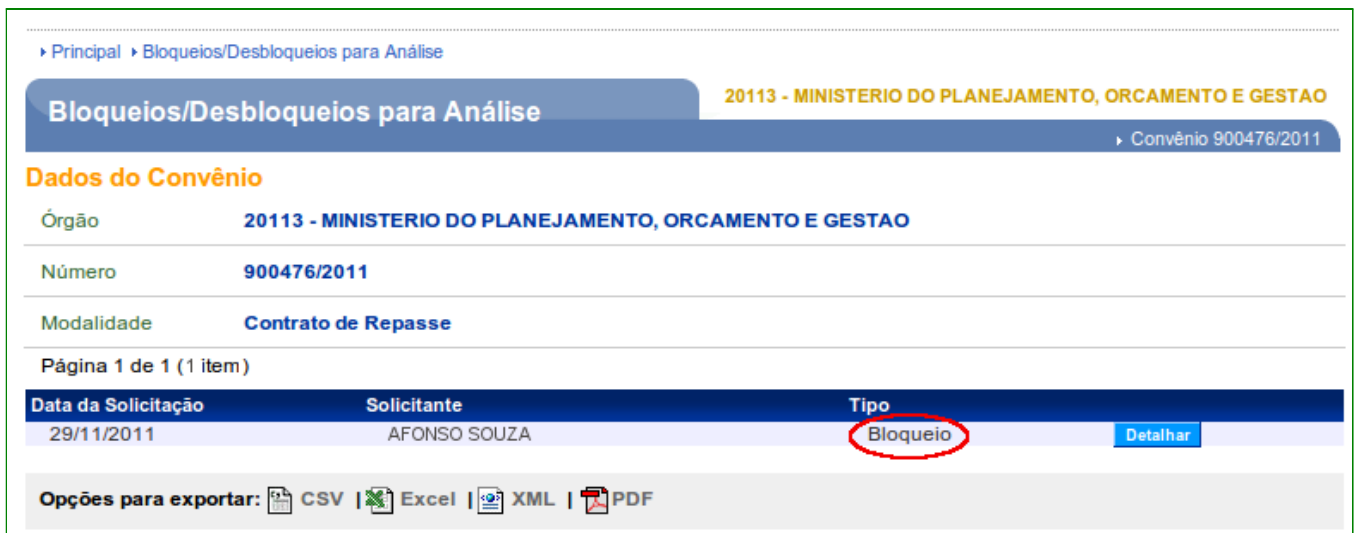 Principal Bloqueios/Desbloqueios para Análise
Bloqueios/Desbloqueios para Análise
20113 - MINISTERIO DO PLANEJAMENTO, ORCAMENTO E GESTAO
Convênio 900476/2011
Dados do Convênio
Órgão 20113 - MINISTERIO DO PLANEJAMENTO, ORCAMENTO E GESTAO
Número 900476/2011
Modalidade Contrato de Repasse
Página 1 de 1 (1 item)
Data da Solicitação Solicitante Tipo
29/11/2011 AFONSO SOUZA Bloqueio Detalhar
Opções para exportar: CSV | Excel | XML | PDF